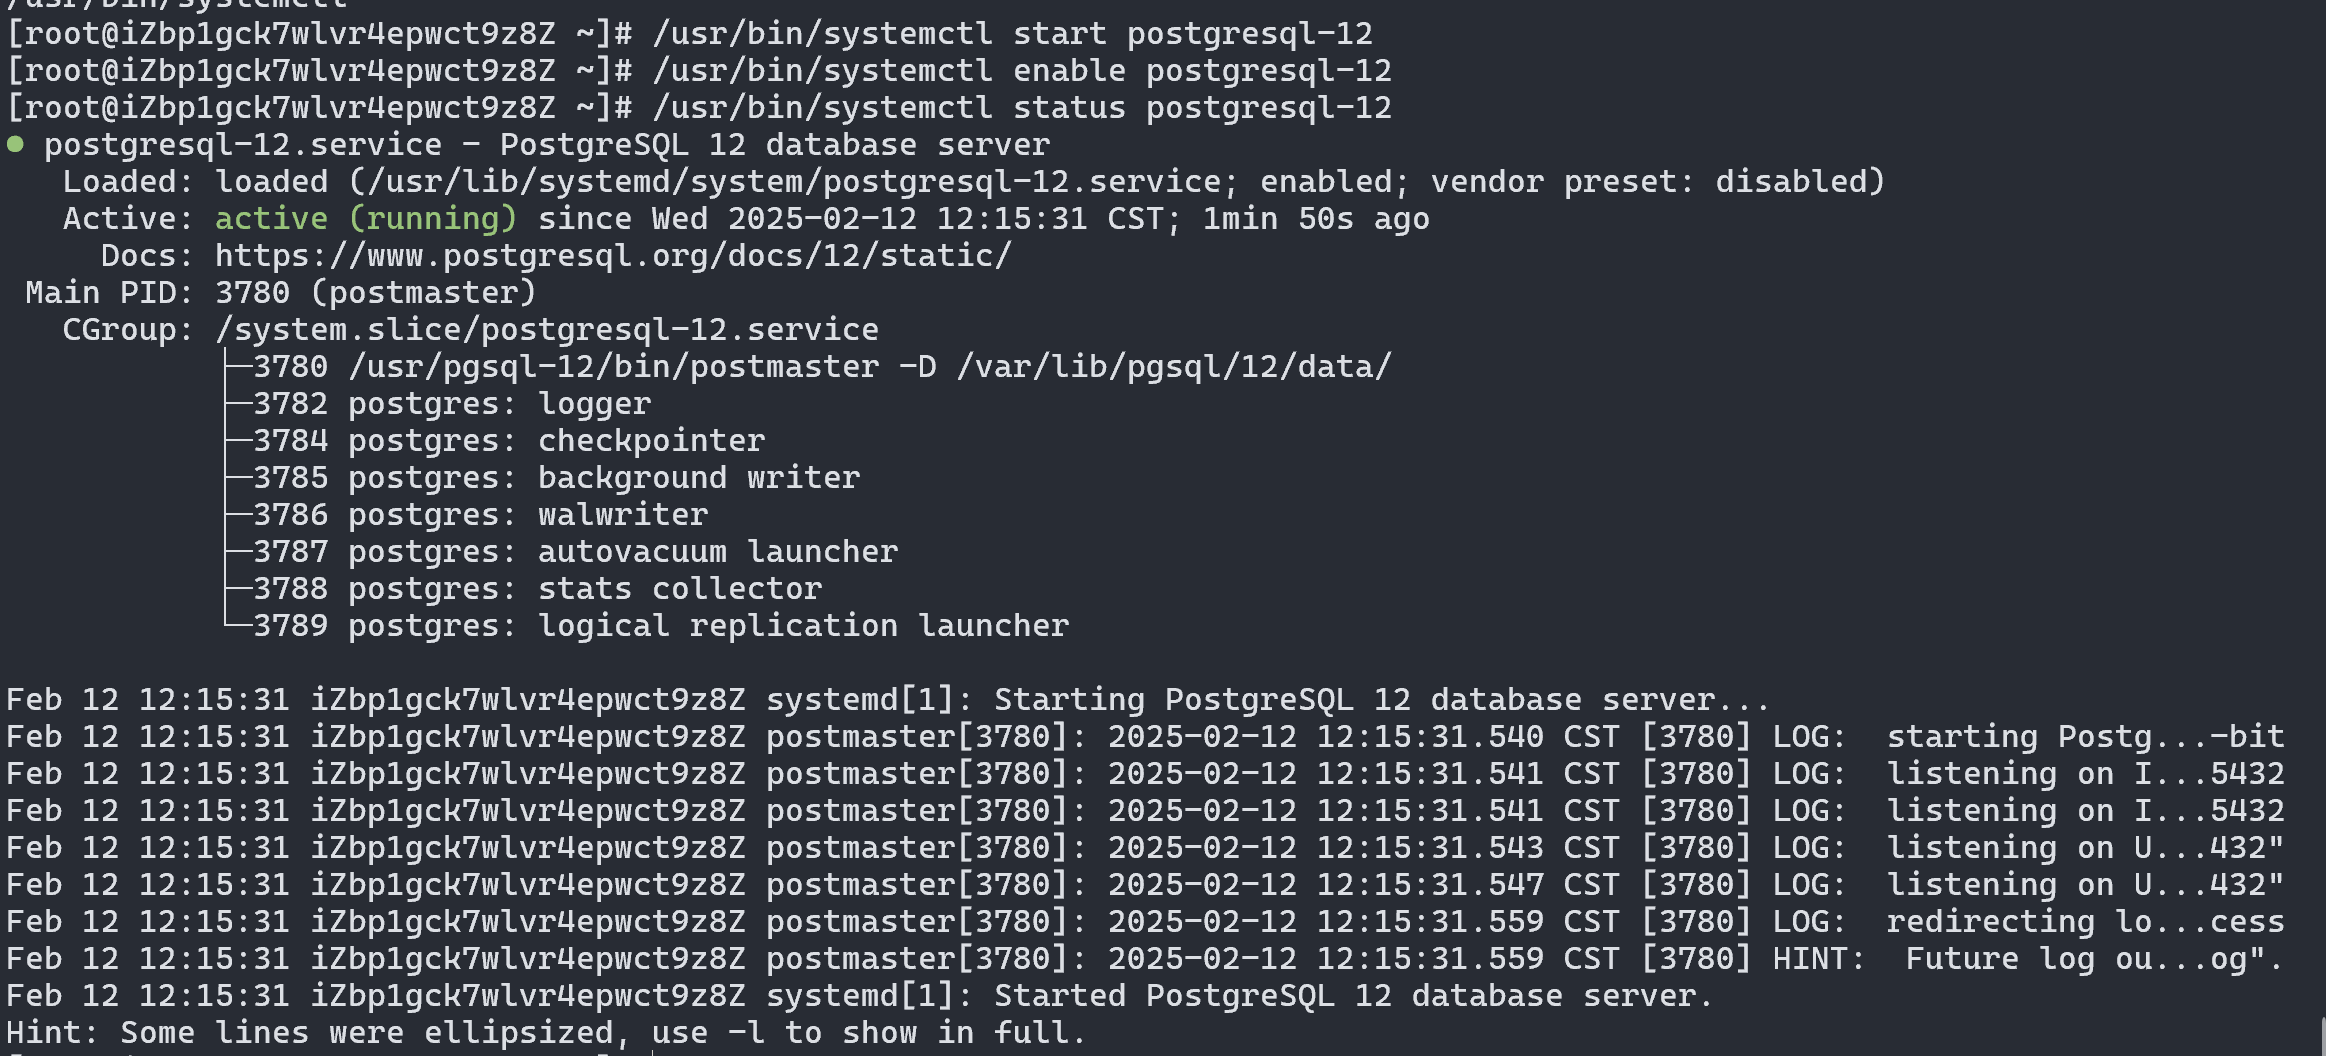 /usr/bin/systemctl
[root@iZbp1gck7wlvr4epwct9z8Z ~]# /usr/bin/systemctl start postgresql-12
[root@iZbp1gck7wlvr4epwct9z8Z ~]# /usr/bin/systemctl enable postgresql-12
[root@iZbp1gck7wlvr4epwct9z8Z ~]# /usr/bin/systemctl status postgresql-12
● postgresql-12.service - PostgreSQL 12 database server
   Loaded: loaded (/usr/lib/systemd/system/postgresql-12.service; enabled; vendor preset: disabled)
   Active: active (running) since Wed 2025-02-12 12:15:31 CST; 1min 50s ago
     Docs: https://www.postgresql.org/docs/12/static/
 Main PID: 3780 (postmaster)
   CGroup: /system.slice/postgresql-12.service
           ├─3780 /usr/pgsql-12/bin/postmaster -D /var/lib/pgsql/12/data/
           ├─3782 postgres: logger
           ├─3784 postgres: checkpointer
           ├─3785 postgres: background writer
           ├─3786 postgres: walwriter
           ├─3787 postgres: autovacuum launcher
           ├─3788 postgres: stats collector
           └─3789 postgres: logical replication launcher

Feb 12 12:15:31 iZbp1gck7wlvr4epwct9z8Z systemd[1]: Starting PostgreSQL 12 database server...
Feb 12 12:15:31 iZbp1gck7wlvr4epwct9z8Z postmaster[3780]: 2025-02-12 12:15:31.540 CST [3780] LOG:  starting Postg...-bit
Feb 12 12:15:31 iZbp1gck7wlvr4epwct9z8Z postmaster[3780]: 2025-02-12 12:15:31.541 CST [3780] LOG:  listening on I...5432
Feb 12 12:15:31 iZbp1gck7wlvr4epwct9z8Z postmaster[3780]: 2025-02-12 12:15:31.541 CST [3780] LOG:  listening on I...5432
Feb 12 12:15:31 iZbp1gck7wlvr4epwct9z8Z postmaster[3780]: 2025-02-12 12:15:31.543 CST [3780] LOG:  listening on U...432"
Feb 12 12:15:31 iZbp1gck7wlvr4epwct9z8Z postmaster[3780]: 2025-02-12 12:15:31.547 CST [3780] LOG:  listening on U...432"
Feb 12 12:15:31 iZbp1gck7wlvr4epwct9z8Z postmaster[3780]: 2025-02-12 12:15:31.559 CST [3780] LOG:  redirecting lo...cess
Feb 12 12:15:31 iZbp1gck7wlvr4epwct9z8Z postmaster[3780]: 2025-02-12 12:15:31.559 CST [3780] HINT:  Future log ou...og".
Feb 12 12:15:31 iZbp1gck7wlvr4epwct9z8Z systemd[1]: Started PostgreSQL 12 database server.
Hint: Some lines were ellipsized, use -l to show in full.